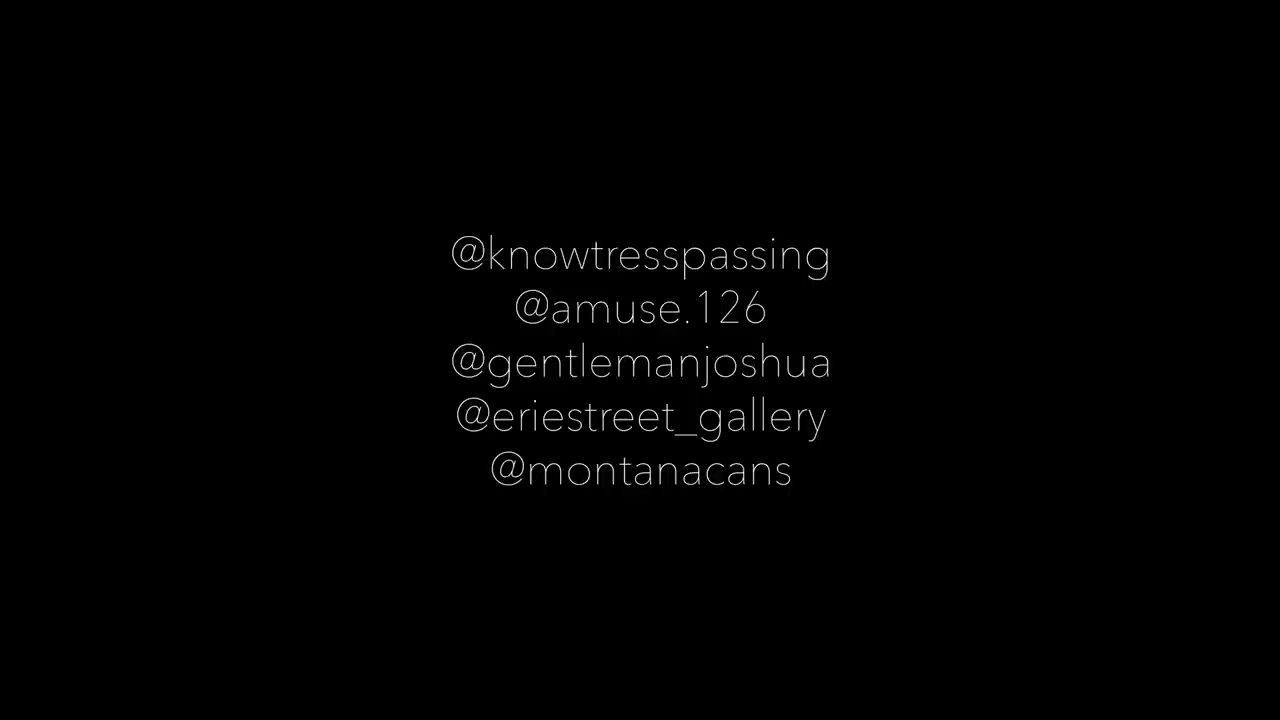 @knowtresspassing
@amuse.126
@gentlemanjoshua
@eriestreet_gallery
@montanacans